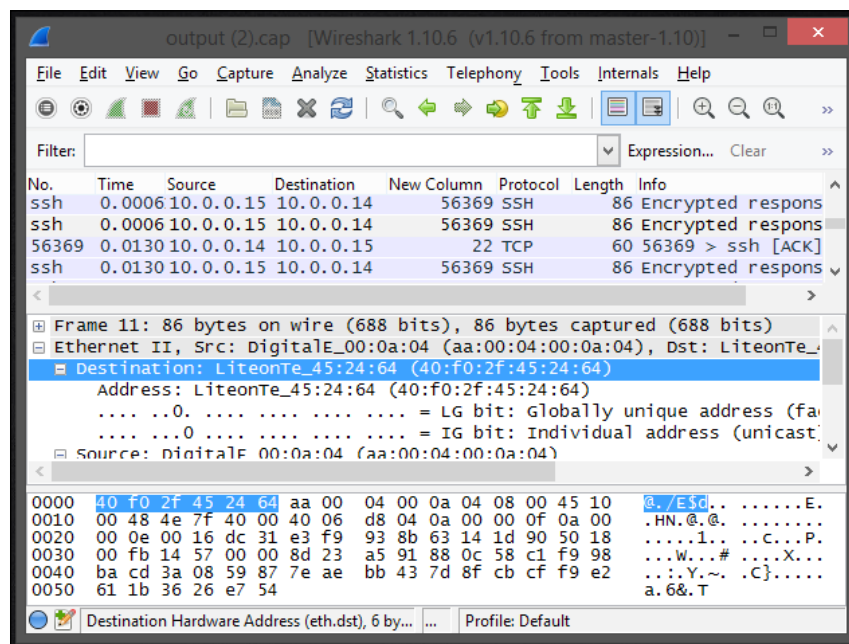 output (2).cap [Wireshark 1.10.6 (v1.10.6 from master-1.10)]
File Edit View Go Capture Analyze Statistics Telephony Tools Internals Help
Filter: Expression... Clear »
No. Time Source Destination New Column Protocol Length Info
ssh 0.0006 10.0.0.15 10.0.0.14 56369 SSH 86 Encrypted respons
ssh 0.0006 10.0.0.15 10.0.0.14 56369 SSH 86 Encrypted respons
56369 0.0130 10.0.0.14 10.0.0.15 22 TCP 60 56369 > ssh [ACK]
ssh 0.0130 10.0.0.15 10.0.0.14 56369 SSH 86 Encrypted respons
Frame 11: 86 bytes on wire (688 bits), 86 bytes captured (688 bits)
Ethernet II, Src: DigitalE_00:0a:04 (aa:00:04:00:0a:04), Dst: LiteonTe_4
Destination: LiteonTe_45:24:64 (40:f0:2f:45:24:64)
Address: LiteonTe_45:24:64 (40:f0:2f:45:24:64)
.... ..0. .... .... .... .... = LG bit: Globally unique address (fa
.... ...0 .... .... .... .... = IG bit: Individual address (unicast
Source: DigitalE_00:0a:04 (aa:00:04:00:0a:04)
0000 40 f0 2f 45 24 64 aa 00 04 00 0a 04 08 00 45 10 @./E$d.. ......E.
0010 00 48 4e 7f 40 00 40 06 d8 04 0a 00 00 0f 0a 00 .HN.@.@. ........
0020 00 0e 00 16 dc 31 e3 f9 93 8b 63 14 1d 90 50 18 .....1.. ..c...P.
0030 00 fb 14 57 00 00 8d 23 a5 91 88 0c 58 c1 f9 98 ...W...# ....X...
0040 ba cd 3a 08 59 87 7e ae bb 43 7d 8f cb cf f9 e2 ..:.Y.~. .C}.....
0050 61 1b 36 26 e7 54 a.6&.T
Destination Hardware Address (eth.dst), 6 by... ... Profile: Default